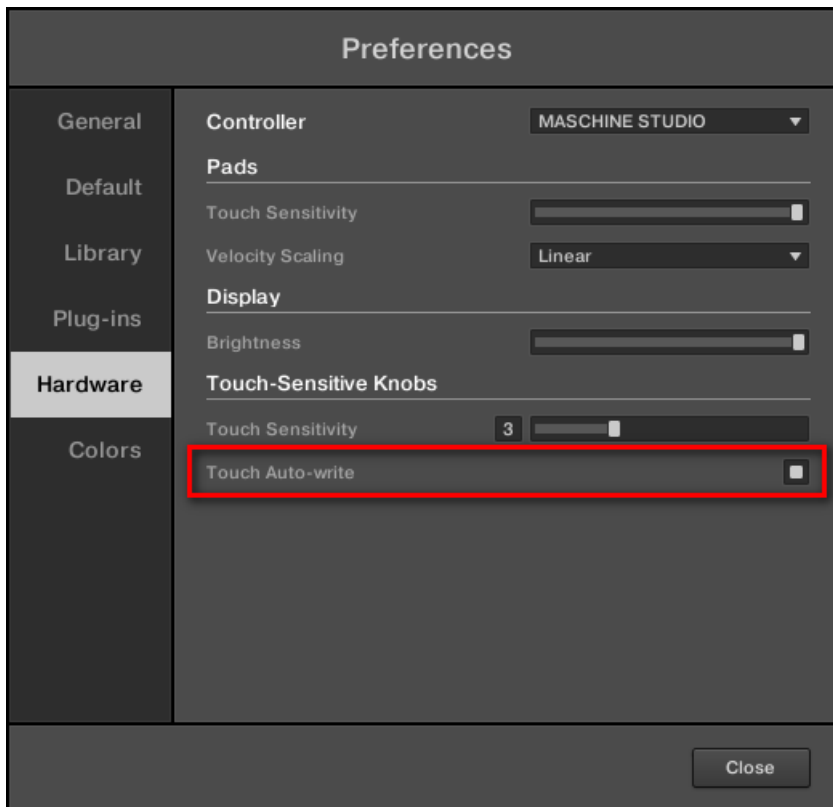 Preferences
General
Default
Library
Plug-ins
Hardware
Colors
Controller MASCHINE STUDIO
Pads
Touch Sensitivity
Velocity Scaling Linear
Display
Brightness
Touch-Sensitive Knobs
Touch Sensitivity 3
Touch Auto-write
Close